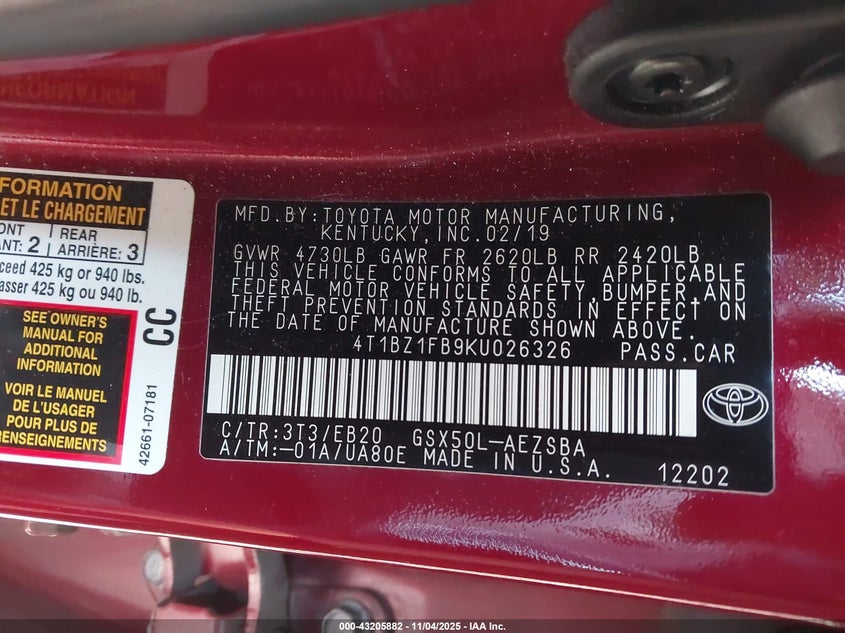 FORMATION
ET LE CHARGEMENT
ONT
ANT: 2
REAR
ARRIÈRE: 3
ceed 425 kg or 940 lbs.
asser 425 kg ou 940 lb.
SEE OWNER'S
MANUAL FOR
ADDITIONAL
INFORMATION
VOIR LE MANUEL
DE L'USAGER
POUR PLUS DE
RENSEIGNEMENTS
CC
42661-07181
MFD.BY:TOYOTA MOTOR MANUFACTURING,
KENTUCKY,INC.02/19
GVWR 4730LB GAWR FR 2620LB RR 2420LB
THIS VEHICLE CONFORMS TO ALL APPLICABLE
FEDERAL MOTOR VEHICLE SAFETY,BUMPER,AND
THEFT PREVENTION STANDARDS IN EFFECT ON
THE DATE OF MANUFACTURE SHOWN ABOVE.
4T1BZ1FB9KU026326 PASS.CAR
C/TR:3T3/EB20 GSX50L-AEZSBA
A/TM:-01A/UA80E MADE IN U.S.A.
12202
000-43205882 - 11/04/2025 - IAA Inc.